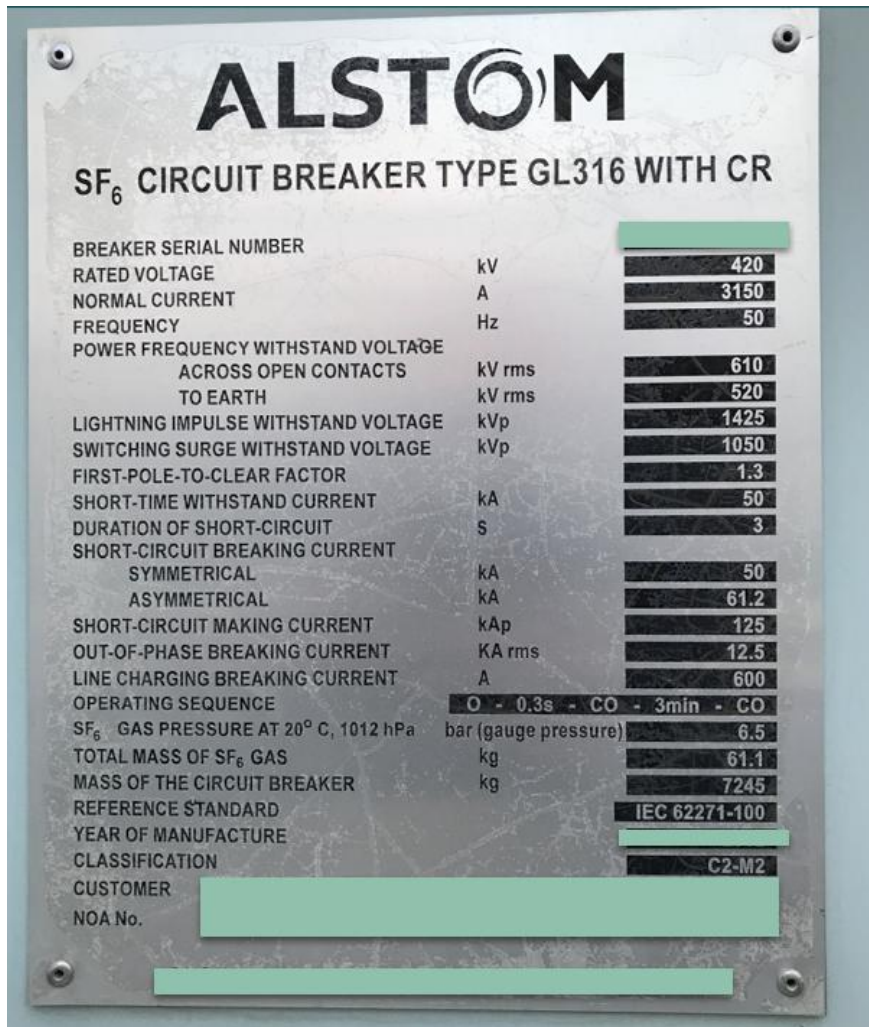 ALSTOM
SF6 CIRCUIT BREAKER TYPE GL316 WITH CR
BREAKER SERIAL NUMBER
RATED VOLTAGE kV 420
NORMAL CURRENT A 3150
FREQUENCY Hz 50
POWER FREQUENCY WITHSTAND VOLTAGE
ACROSS OPEN CONTACTS kV rms 610
TO EARTH kV rms 520
LIGHTNING IMPULSE WITHSTAND VOLTAGE kVp 1425
SWITCHING SURGE WITHSTAND VOLTAGE kVp 1050
FIRST-POLE-TO-CLEAR FACTOR 1.3
SHORT-TIME WITHSTAND CURRENT kA 50
DURATION OF SHORT-CIRCUIT S 3
SHORT-CIRCUIT BREAKING CURRENT
SYMMETRICAL kA 50
ASYMMETRICAL kA 61.2
SHORT-CIRCUIT MAKING CURRENT kAp 125
OUT-OF-PHASE BREAKING CURRENT KA rms 12.5
LINE CHARGING BREAKING CURRENT A 600
OPERATING SEQUENCE O - 0.3s - CO - 3min - CO
SF6 GAS PRESSURE AT 20° C, 1012 hPa bar (gauge pressure) 6.5
TOTAL MASS OF SF6 GAS kg 61.1
MASS OF THE CIRCUIT BREAKER kg 7245
REFERENCE STANDARD IEC 62271-100
YEAR OF MANUFACTURE
CLASSIFICATION C2-M2
CUSTOMER
NOA No.